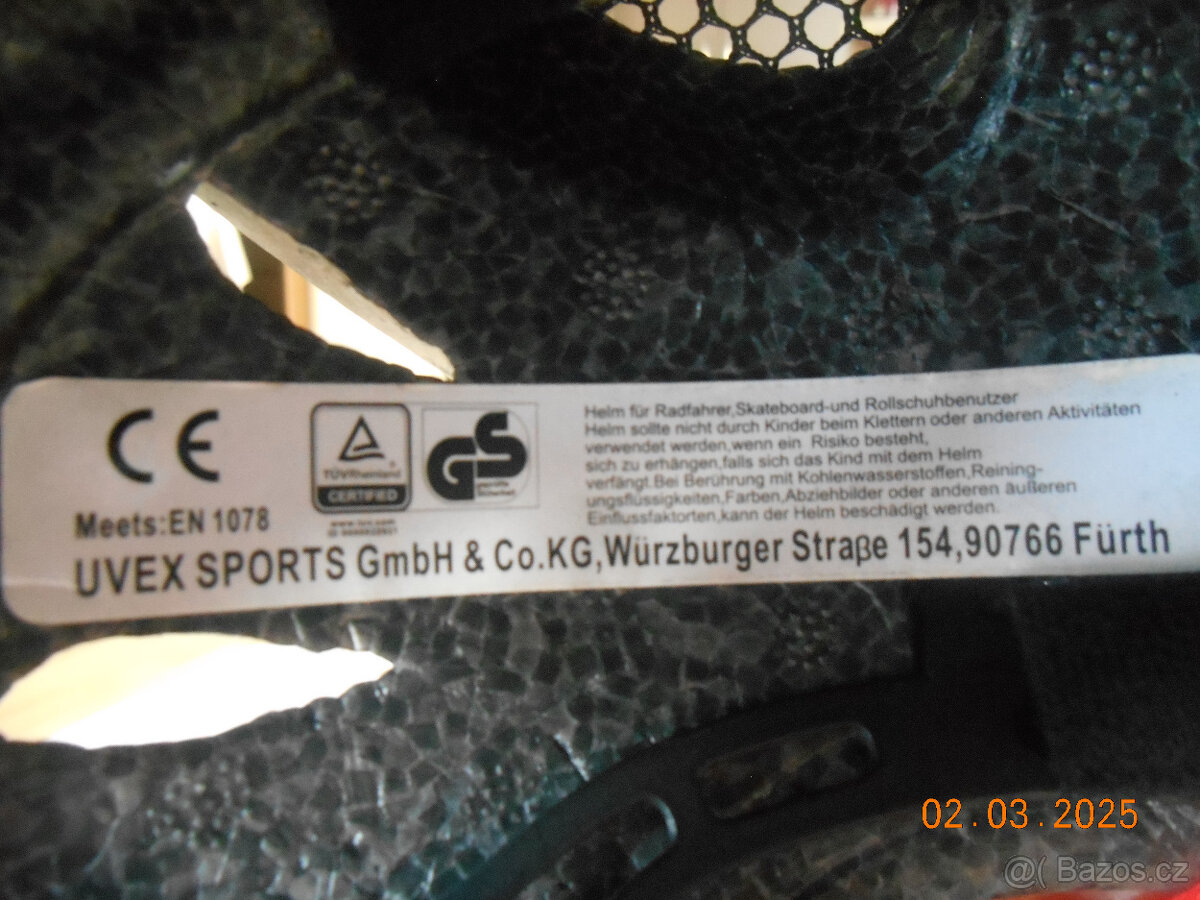 CE
Meets:EN 1078
TÜVRheinland
CERTIFIED
GS
Helm für Radfahrer,Skateboard-und Rollschuhbenutzer
Helm sollte nicht durch Kinder beim Klettern oder anderen Aktivitäten
verwendet werden,wenn ein Risiko besteht,
sich zu erhängen,falls sich das Kind mit dem Helm
verfängt.Bei Berührung mit Kohlenwasserstoffen,Reining-
ungsflüssigkeiten,Farben,Abziehbilder oder anderen äußeren
Einflussfaktorten,kann der Helm beschädigt werden.
UVEX SPORTS GmbH & Co.KG,Würzburger Straße 154,90766 Fürth
02.03.2025
@( Bazos.cz